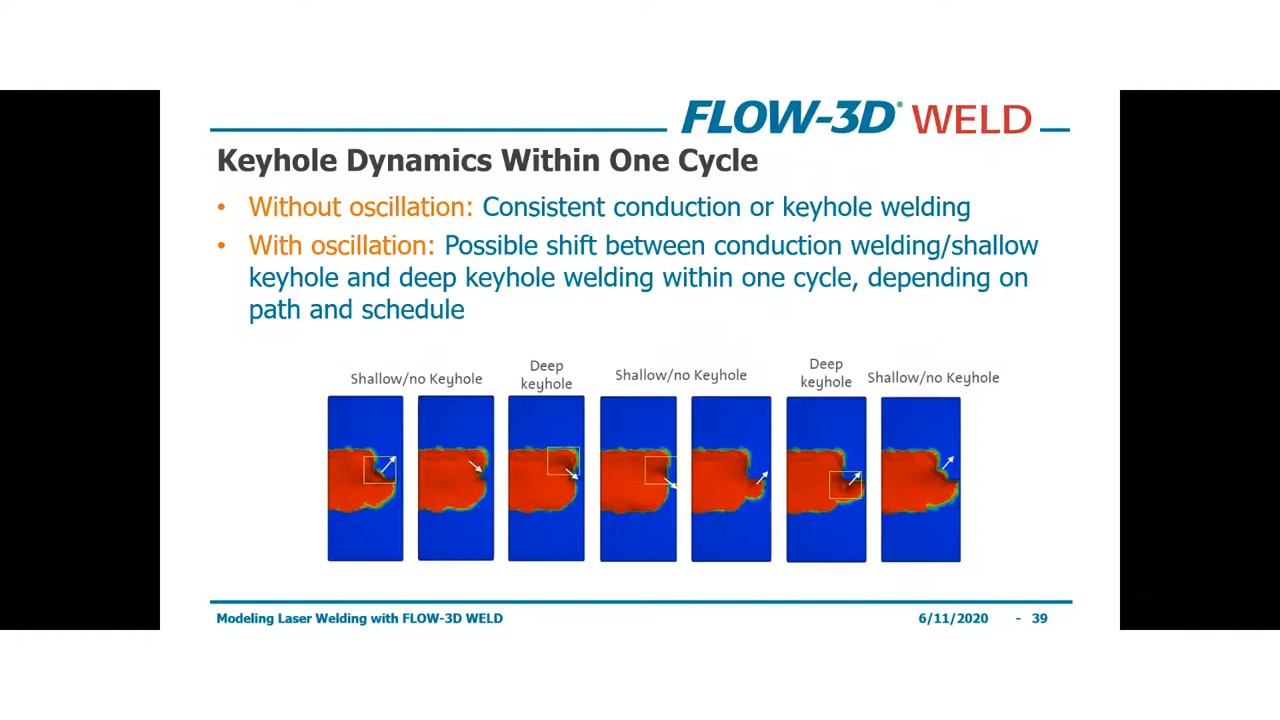 FLOW-3D® WELD
Keyhole Dynamics Within One Cycle
• Without oscillation: Consistent conduction or keyhole welding
• With oscillation: Possible shift between conduction welding/shallow
keyhole and deep keyhole welding within one cycle, depending on
path and schedule
Shallow/no Keyhole
Deep
keyhole
Shallow/no Keyhole
Deep
keyhole
Shallow/no Keyhole
Modeling Laser Welding with FLOW-3D WELD
6/11/2020 - 39